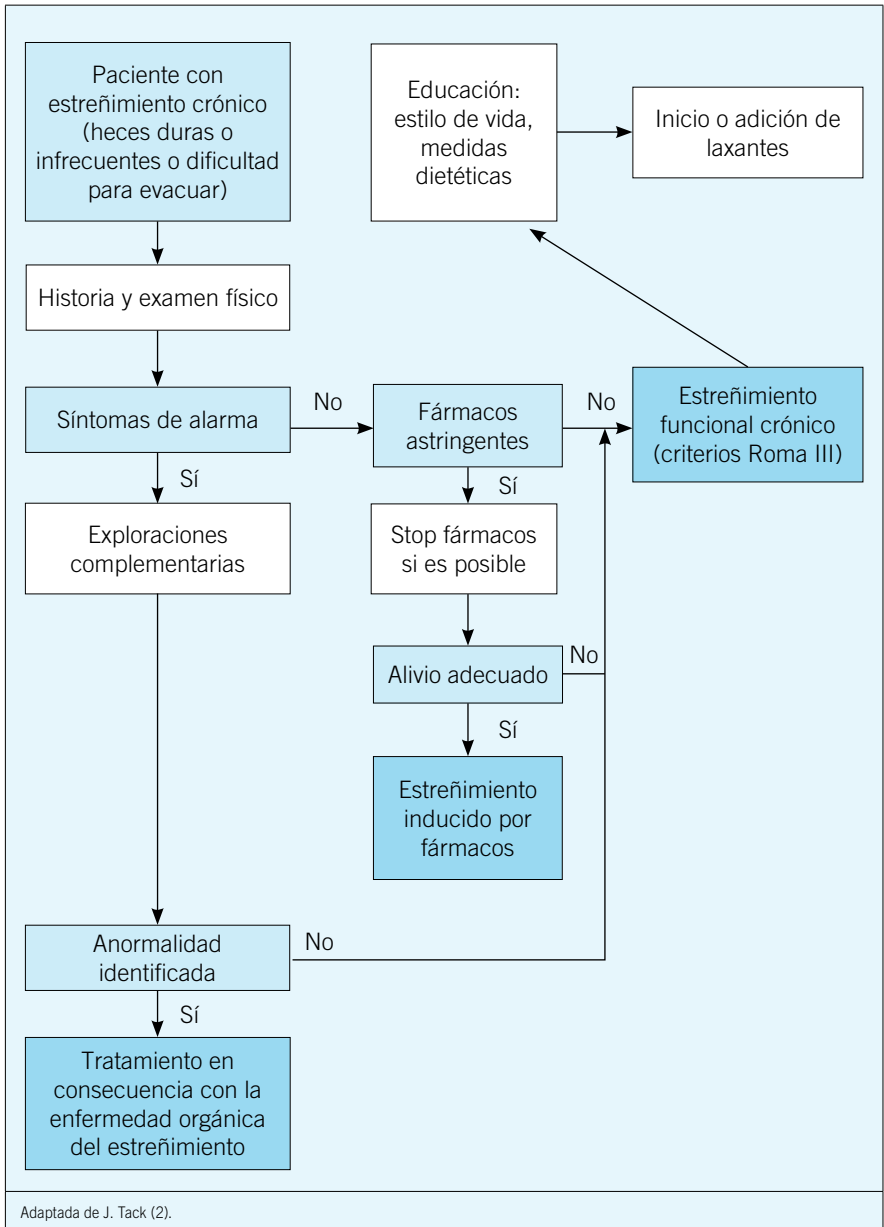 Paciente con
estreñimiento crónico
(heces duras o
infrecuentes o dificultad
para evacuar)
Educación:
estilo de vida,
medidas
dietéticas
Inicio o adición de
laxantes
Historia y examen físico
Síntomas de alarma
No
Fármacos
astringentes
No
Estreñimiento
funcional crónico
(criterios Roma III)
Sí
Sí
Exploraciones
complementarias
Stop fármacos
si es posible
Alivio adecuado
No
Sí
Estreñimiento
inducido por
fármacos
Anormalidad
identificada
No
Sí
Tratamiento en
consecuencia con la
enfermedad orgánica
del estreñimiento
Adaptada de J. Tack (2).